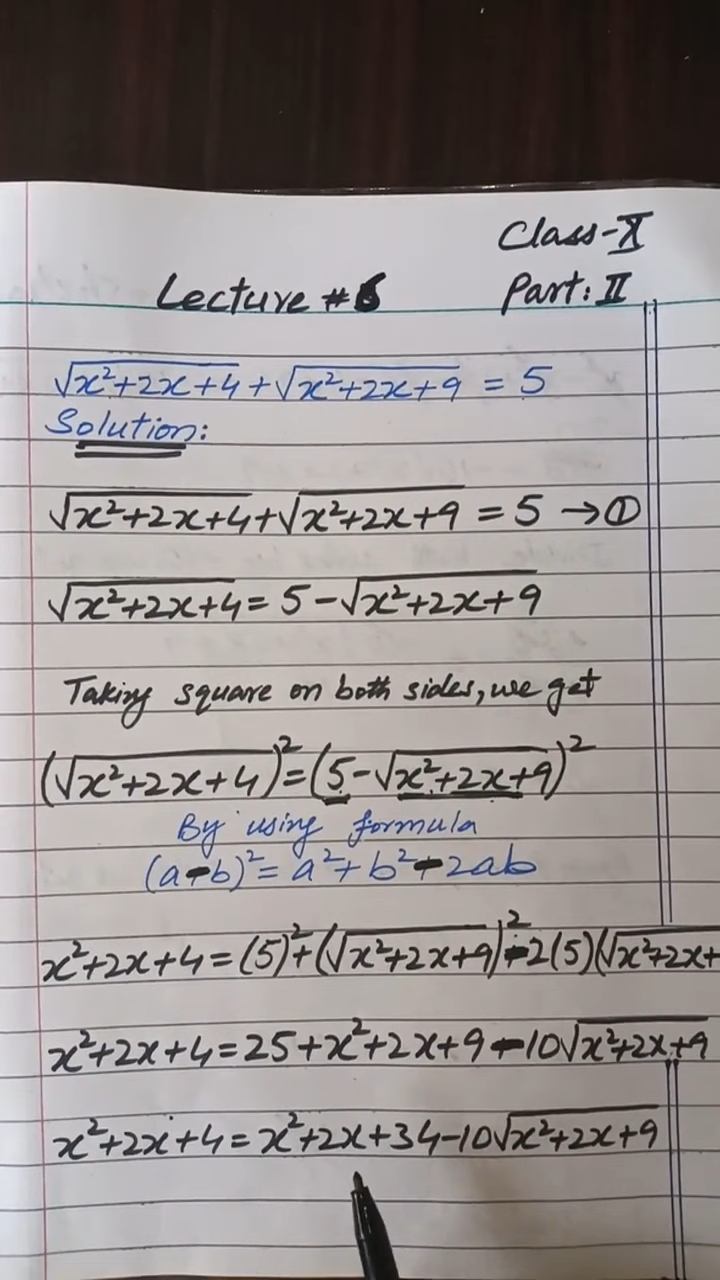 Class-X
Lecture #6
Part: II
√x²+2x+4 + √x²+2x+9 = 5
Solution:
√x²+2x+4 + √x²+2x+9 = 5 → ①
√x²+2x+4 = 5 - √x²+2x+9
Taking square on both sides, we get
(√x²+2x+4)² = (5-√x²+2x+9)²
By using formula
(a-b)² = a²+b²-2ab
x²+2x+4 = (5)²+(√x²+2x+9)²-2(5)(√x²+2x+
x²+2x+4 = 25+x²+2x+9-10√x²+2x+9
x²+2x+4 = x²+2x+34-10√x²+2x+9